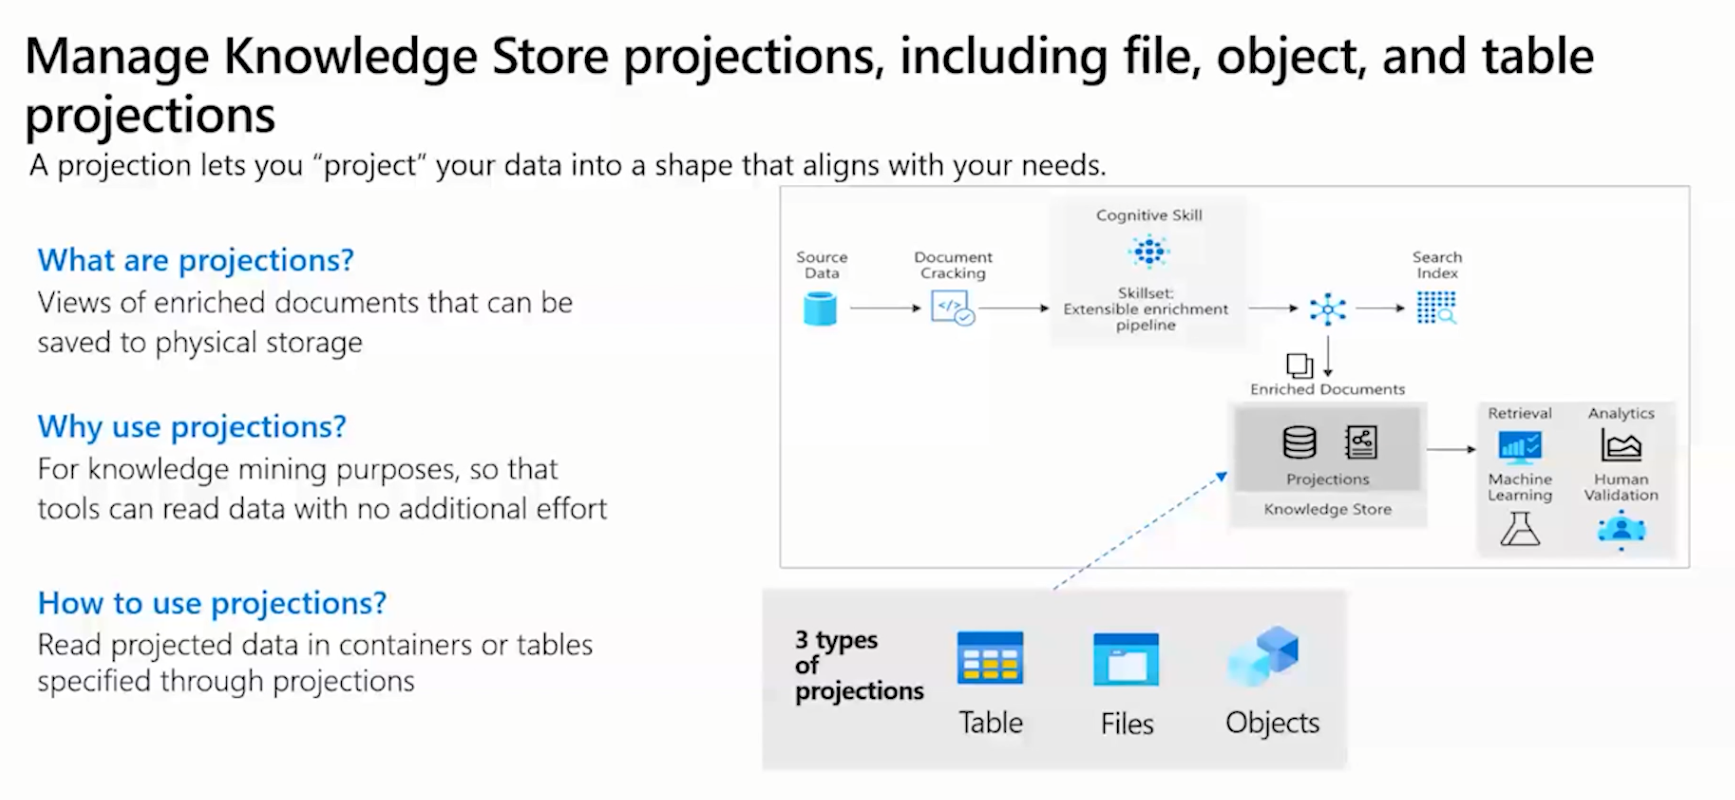 Manage Knowledge Store projections, including file, object, and table
projections
A projection lets you “project” your data into a shape that aligns with your needs.
What are projections?
Views of enriched documents that can be
saved to physical storage
Why use projections?
For knowledge mining purposes, so that
tools can read data with no additional effort
How to use projections?
Read projected data in containers or tables
specified through projections
Source
Data
Document
Cracking
</>
Cognitive Skill
Skillset:
Extensible enrichment
pipeline
Search
Index
Enriched Documents
Projections
Knowledge Store
Retrieval
Analytics
Machine
Learning
Human
Validation
3 types
of
projections
Table
Files
Objects